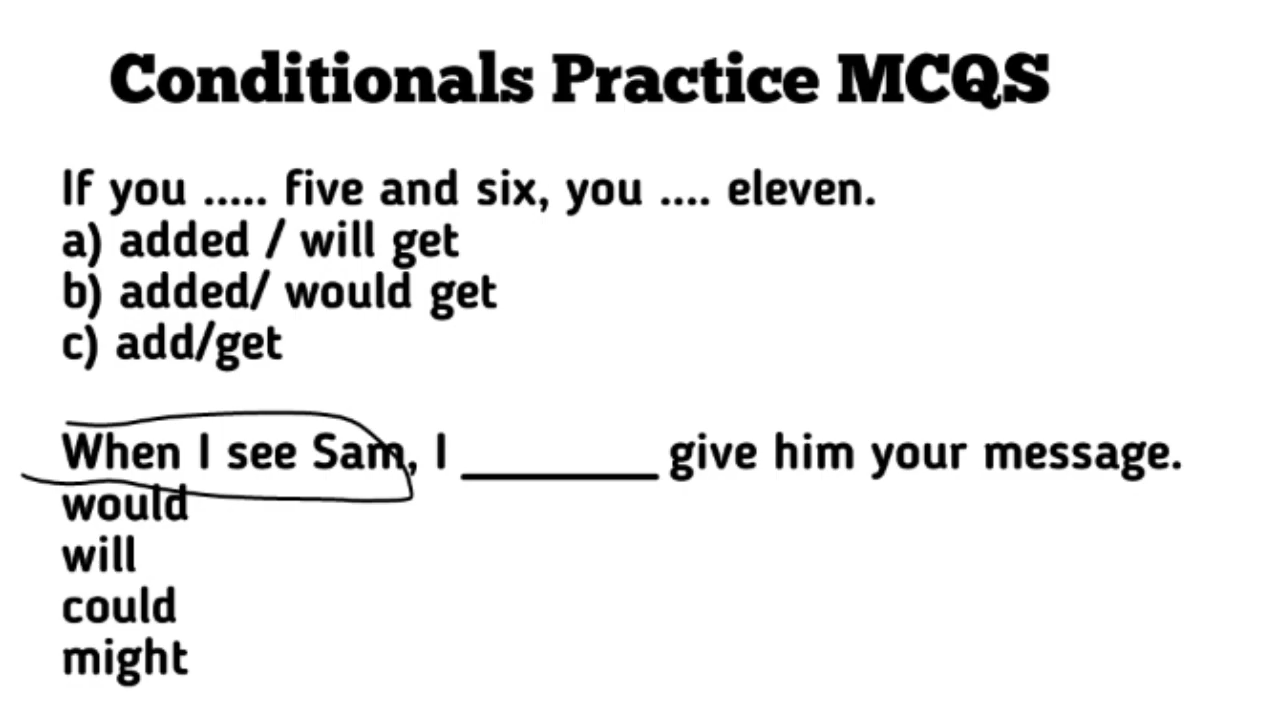 Conditionals Practice MCQS
If you ..... five and six, you .... eleven.
a) added / will get
b) added/ would get
c) add/get
When I see Sam, I ________ give him your message.
would
will
could
might